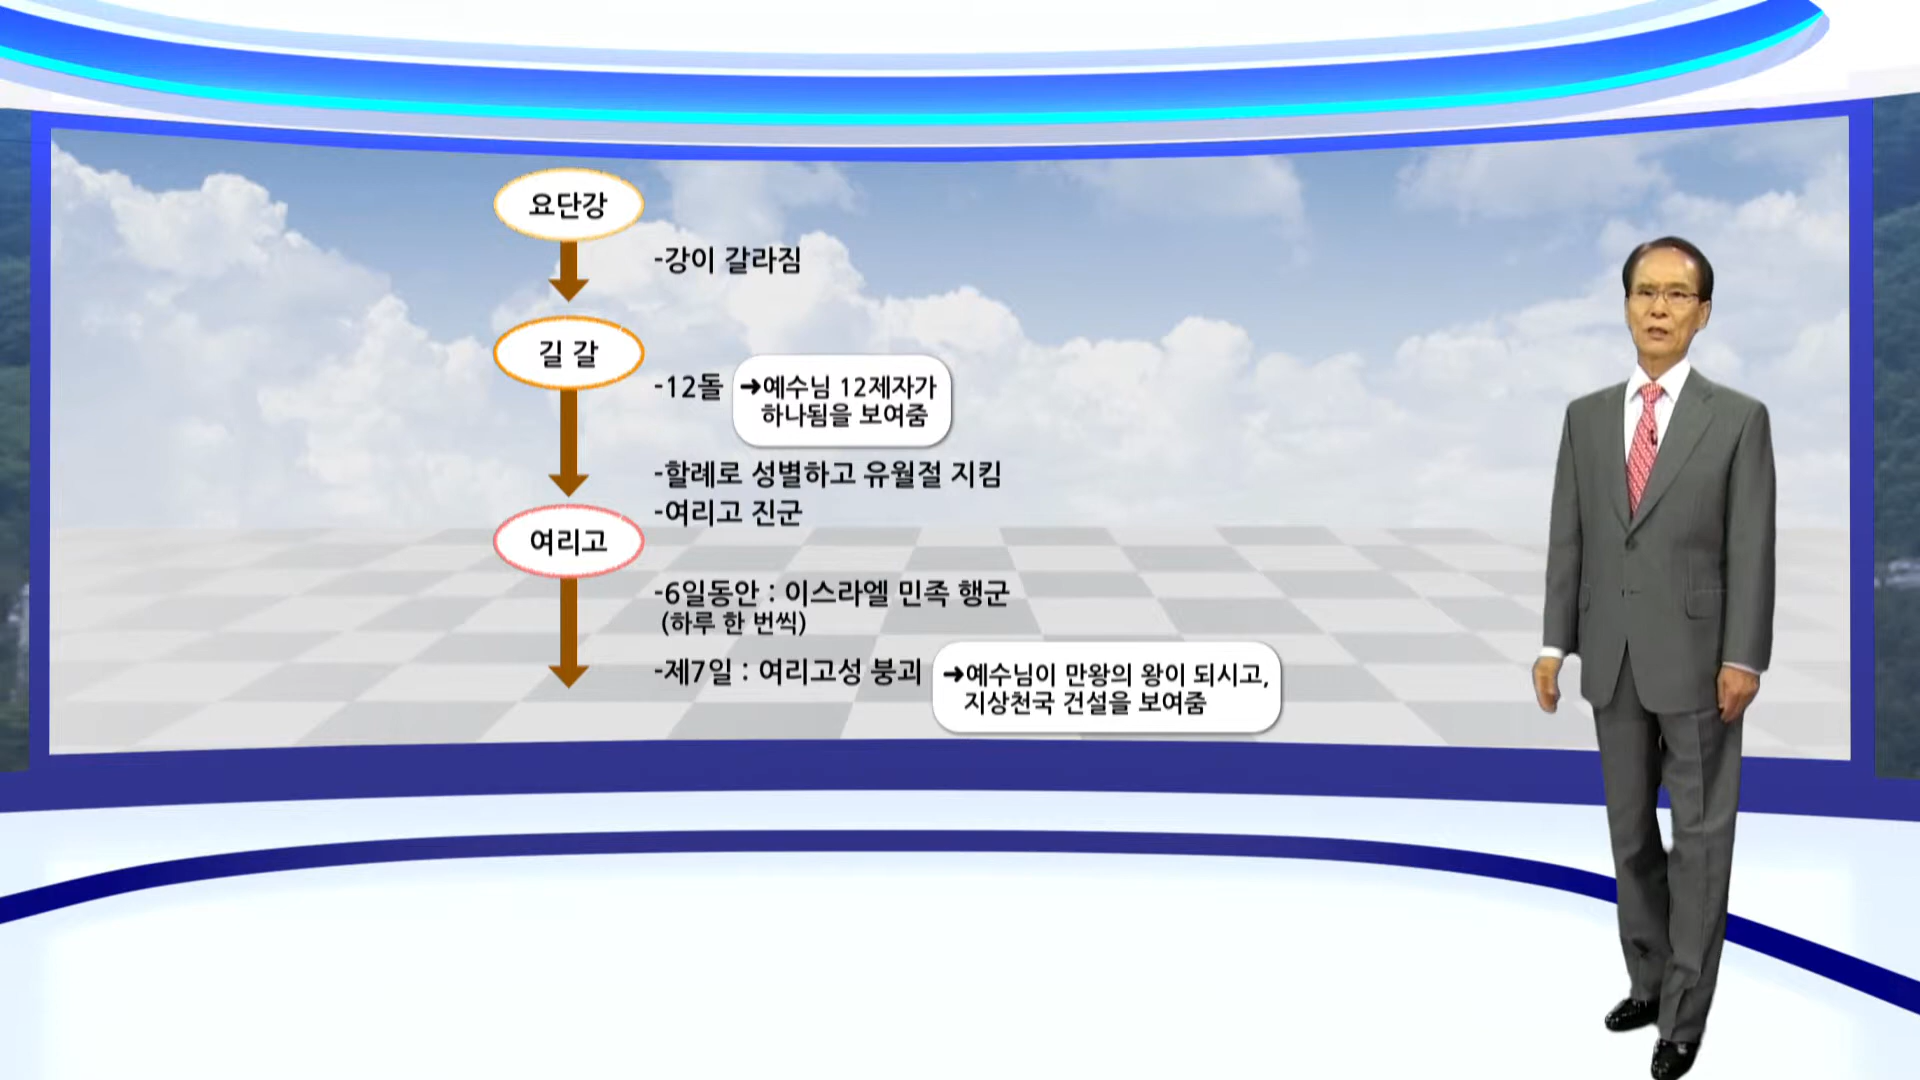 요단강
-강이 갈라짐
길 갈
-12돌
➜예수님 12제자가
하나됨을 보여줌
-할례로 성별하고 유월절 지킴
-여리고 진군
여리고
-6일동안 : 이스라엘 민족 행군
(하루 한 번씩)
-제7일 : 여리고성 붕괴
➜예수님이 만왕의 왕이 되시고,
지상천국 건설을 보여줌